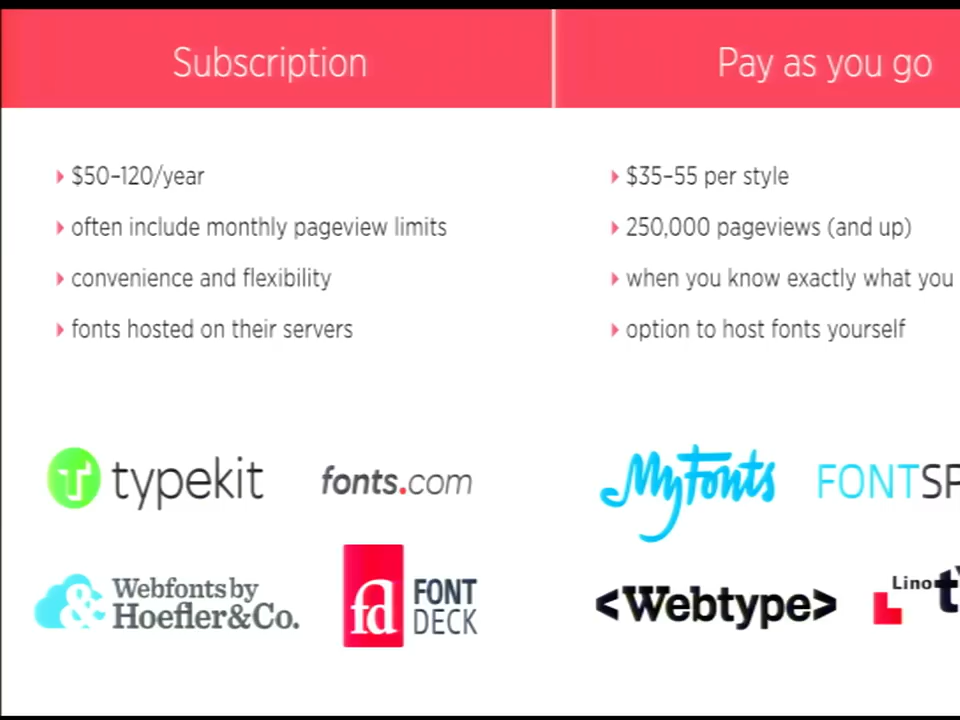 Subscription
$50–120/year
often include monthly pageview limits
convenience and flexibility
fonts hosted on their servers
typekit
fonts.com
Webfonts by
Hoefler&Co.
fd
FONT
DECK
Pay as you go
$35–55 per style
250,000 pageviews (and up)
when you know exactly what you
option to host fonts yourself
MyFonts
FONTSP
<Webtype>
Lino